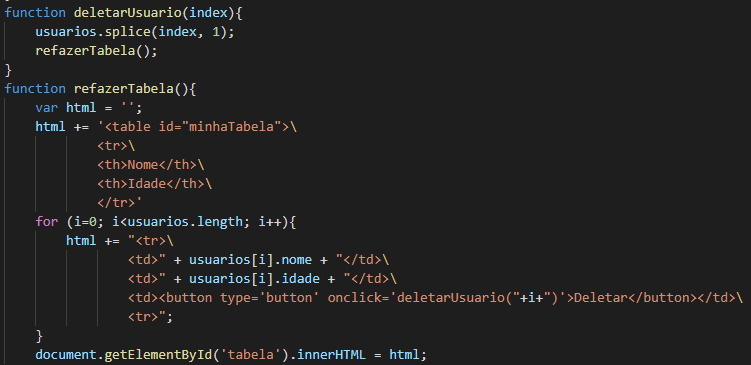 function deletarUsuario(index){
    usuarios.splice(index, 1);
    refazerTabela();
}
function refazerTabela(){
    var html = '';
    html += '<table id="minhaTabela">\
            <tr>\
            <th>Nome</th>\
            <th>Idade</th>\
            </tr>'
    for (i=0; i<usuarios.length; i++){
        html += "<tr>\
                <td>" + usuarios[i].nome + "</td>\
                <td>" + usuarios[i].idade + "</td>\
                <td><button type='button' onclick='deletarUsuario("+i+")'>Deletar</button></td>\
                <tr>";
    }
    document.getElementById('tabela').innerHTML = html;